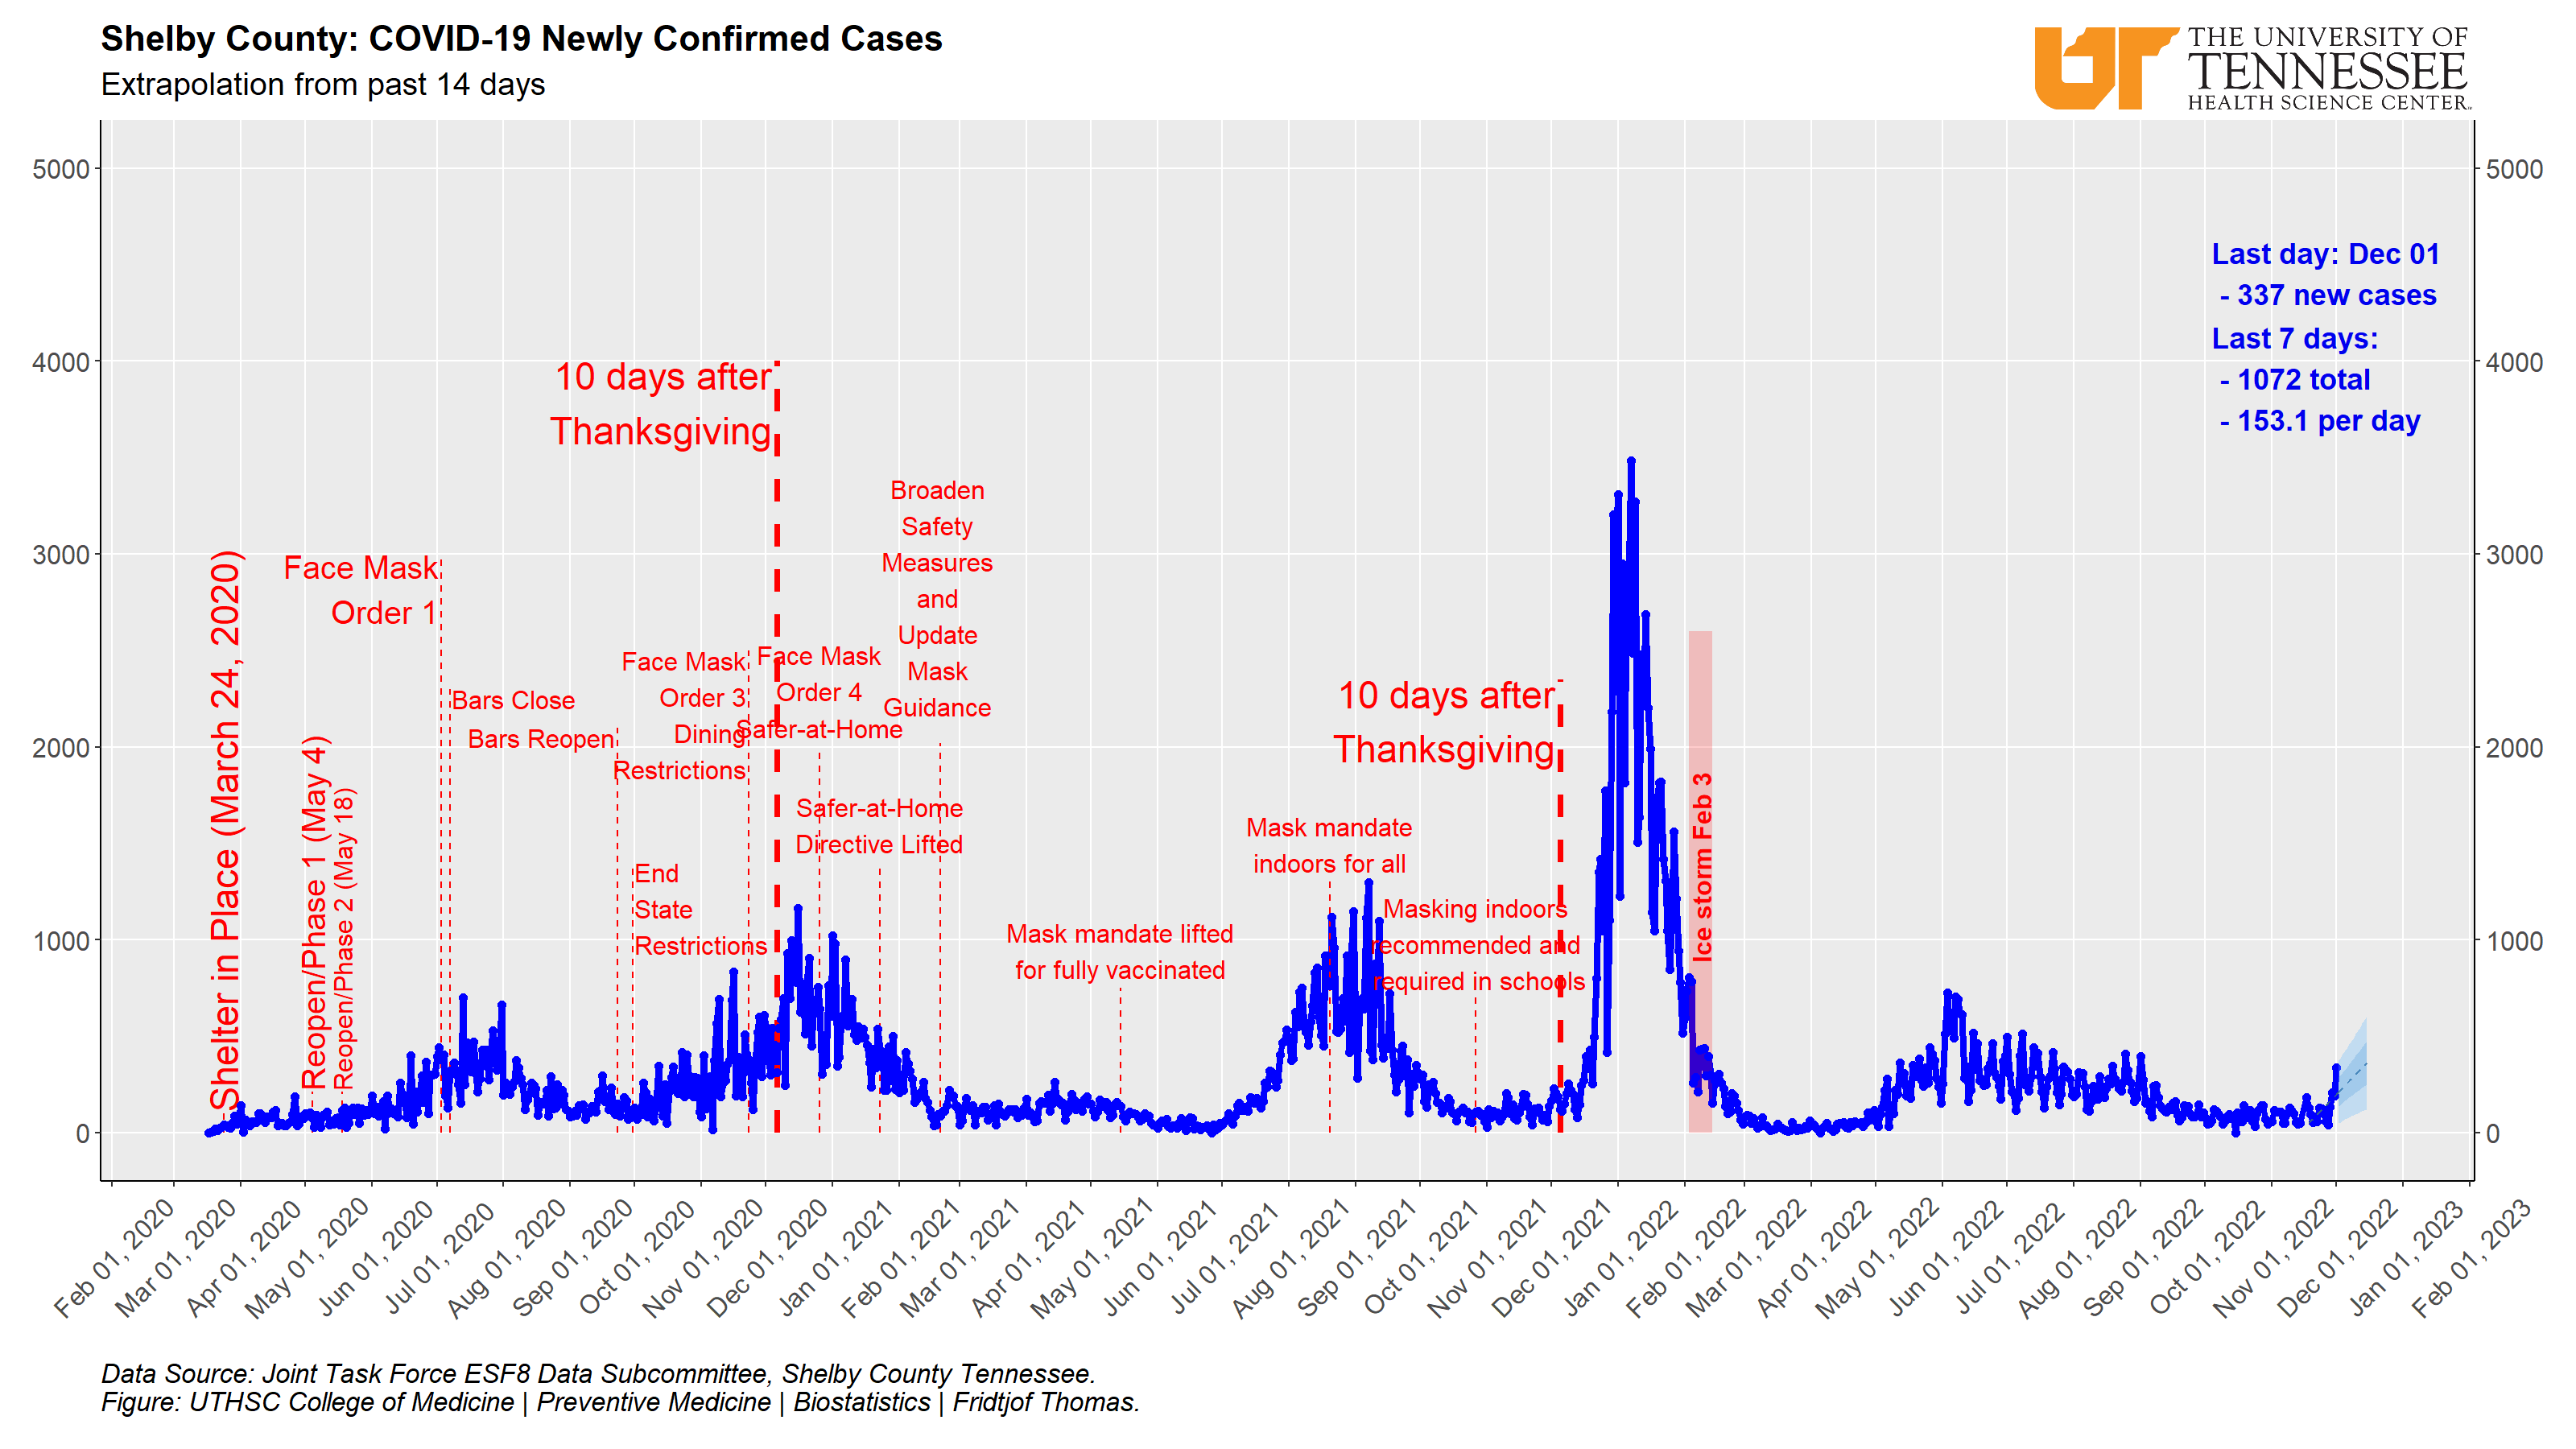 Shelby County: COVID-19 Newly Confirmed Cases
Extrapolation from past 14 days
UT
THE UNIVERSITY OF
TENNESSEE
HEALTH SCIENCE CENTER
5000
4000
3000
2000
1000
0
5000
4000
3000
2000
1000
0
Last day: Dec 01
- 337 new cases
Last 7 days:
- 1072 total
- 153.1 per day
Shelter in Place (March 24, 2020)
Reopen/Phase 1 (May 4)
Reopen/Phase 2 (May 18)
Face Mask
Order 1
Bars Close
Bars Reopen
End
State
Restrictions
Face Mask
Order 3
Dining
Restrictions
10 days after
Thanksgiving
Face Mask
Order 4
Safer-at-Home
Safer-at-Home
Directive Lifted
Broaden
Safety
Measures
and
Update
Mask
Guidance
Mask mandate lifted
for fully vaccinated
Mask mandate
indoors for all
Masking indoors
recommended and
required in schools
10 days after
Thanksgiving
Ice storm Feb 3
Feb 01, 2020
Mar 01, 2020
Apr 01, 2020
May 01, 2020
Jun 01, 2020
Jul 01, 2020
Aug 01, 2020
Sep 01, 2020
Oct 01, 2020
Nov 01, 2020
Dec 01, 2020
Jan 01, 2021
Feb 01, 2021
Mar 01, 2021
Apr 01, 2021
May 01, 2021
Jun 01, 2021
Jul 01, 2021
Aug 01, 2021
Sep 01, 2021
Oct 01, 2021
Nov 01, 2021
Dec 01, 2021
Jan 01, 2022
Feb 01, 2022
Mar 01, 2022
Apr 01, 2022
May 01, 2022
Jun 01, 2022
Jul 01, 2022
Aug 01, 2022
Sep 01, 2022
Oct 01, 2022
Nov 01, 2022
Dec 01, 2022
Jan 01, 2023
Feb 01, 2023
Data Source: Joint Task Force ESF8 Data Subcommittee, Shelby County Tennessee.
Figure: UTHSC College of Medicine | Preventive Medicine | Biostatistics | Fridtjof Thomas.